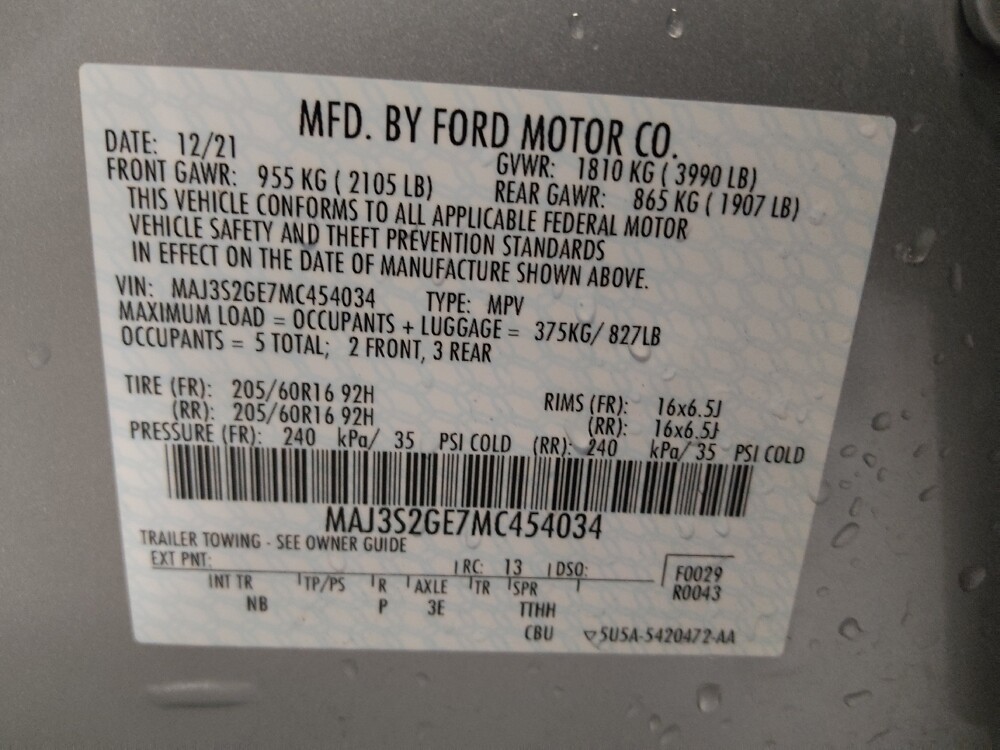 MFD. BY FORD MOTOR CO.
DATE: 12/21 GVWR: 1810 KG ( 3990 LB)
FRONT GAWR: 955 KG ( 2105 LB) REAR GAWR: 865 KG ( 1907 LB)
THIS VEHICLE CONFORMS TO ALL APPLICABLE FEDERAL MOTOR
VEHICLE SAFETY AND THEFT PREVENTION STANDARDS
IN EFFECT ON THE DATE OF MANUFACTURE SHOWN ABOVE.
VIN: MAJ3S2GE7MC454034 TYPE: MPV
MAXIMUM LOAD = OCCUPANTS + LUGGAGE = 375KG/ 827LB
OCCUPANTS = 5 TOTAL; 2 FRONT, 3 REAR
TIRE (FR): 205/60R16 92H RIMS (FR): 16x6.5J
(RR): 205/60R16 92H (RR): 16x6.5J
PRESSURE (FR): 240 kPa/ 35 PSI COLD (RR): 240 kPa/ 35 PSI COLD
MAJ3S2GE7MC454034
TRAILER TOWING - SEE OWNER GUIDE
EXT PNT: RC: 13 DSO: F0029
INT TR TP/PS R AXLE TR SPR R0043
NB P 3E TTHH
CBU 5U5A-5420472-AA